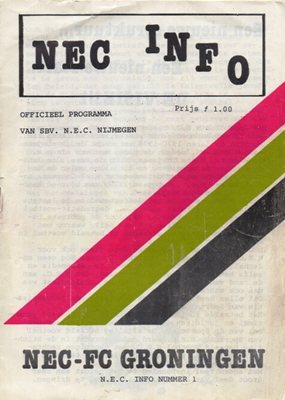 NEC INFO
OFFICIEEL PROGRAMMA
Prijs f 1.00
VAN SBV. N.E.C. NIJMEGEN
NEC-FC GRONINGEN
N.E.C. INFO NUMMER 1